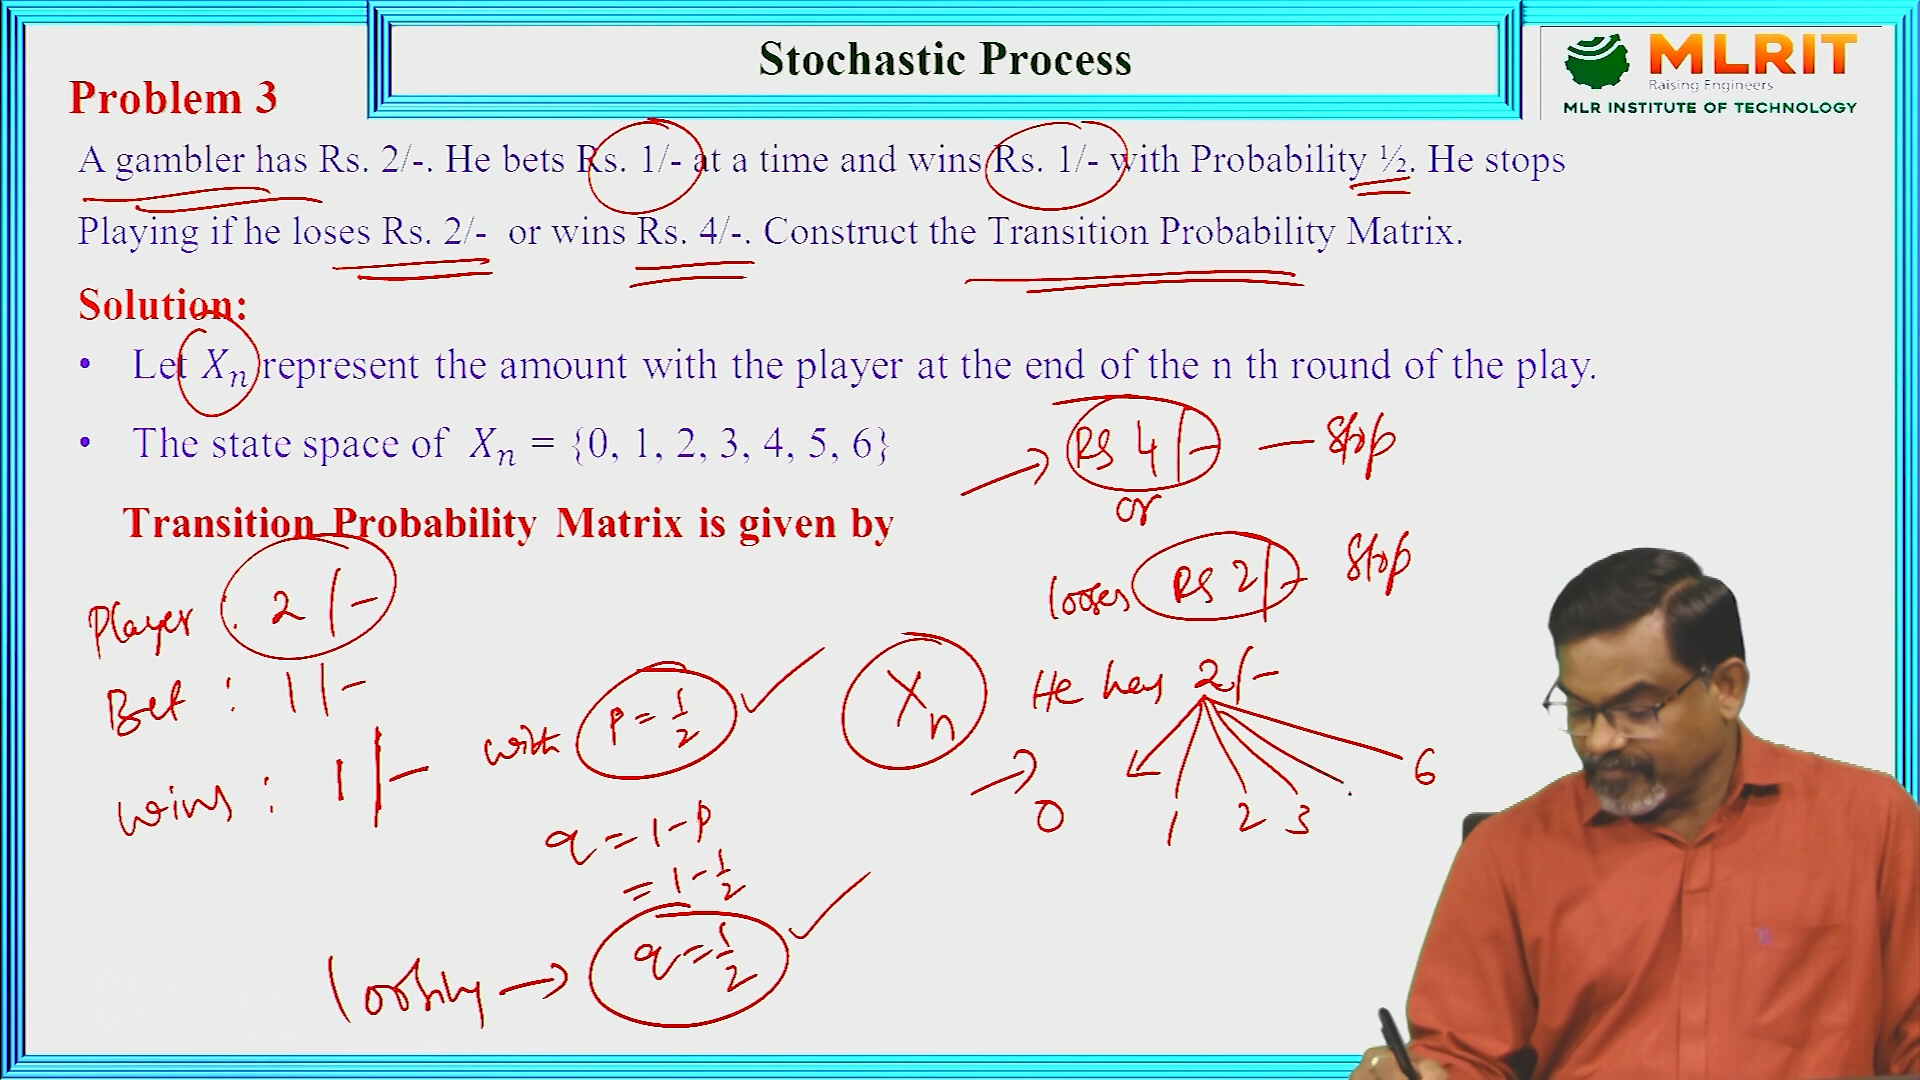 Stochastic Process
MLRIT
Raising Engineers
MLR INSTITUTE OF TECHNOLOGY
Problem 3
A gambler has Rs. 2/-. He bets Rs. 1/- at a time and wins Rs. 1/- with Probability ½. He stops
Playing if he loses Rs. 2/- or wins Rs. 4/-. Construct the Transition Probability Matrix.
Solution:
• Let Xₙ represent the amount with the player at the end of the n th round of the play.
• The state space of Xₙ = {0, 1, 2, 3, 4, 5, 6}
Transition Probability Matrix is given by
→ RS 4/- — Stop
or
looses RS 2/- Stop
Player : 2/-
Bet : 1/-
wins : 1/-
with p = 1/2
q = 1-p
= 1 - 1/2
→ q = 1/2
Xn
He has 2/-
→ 0 1 2 3 . 6